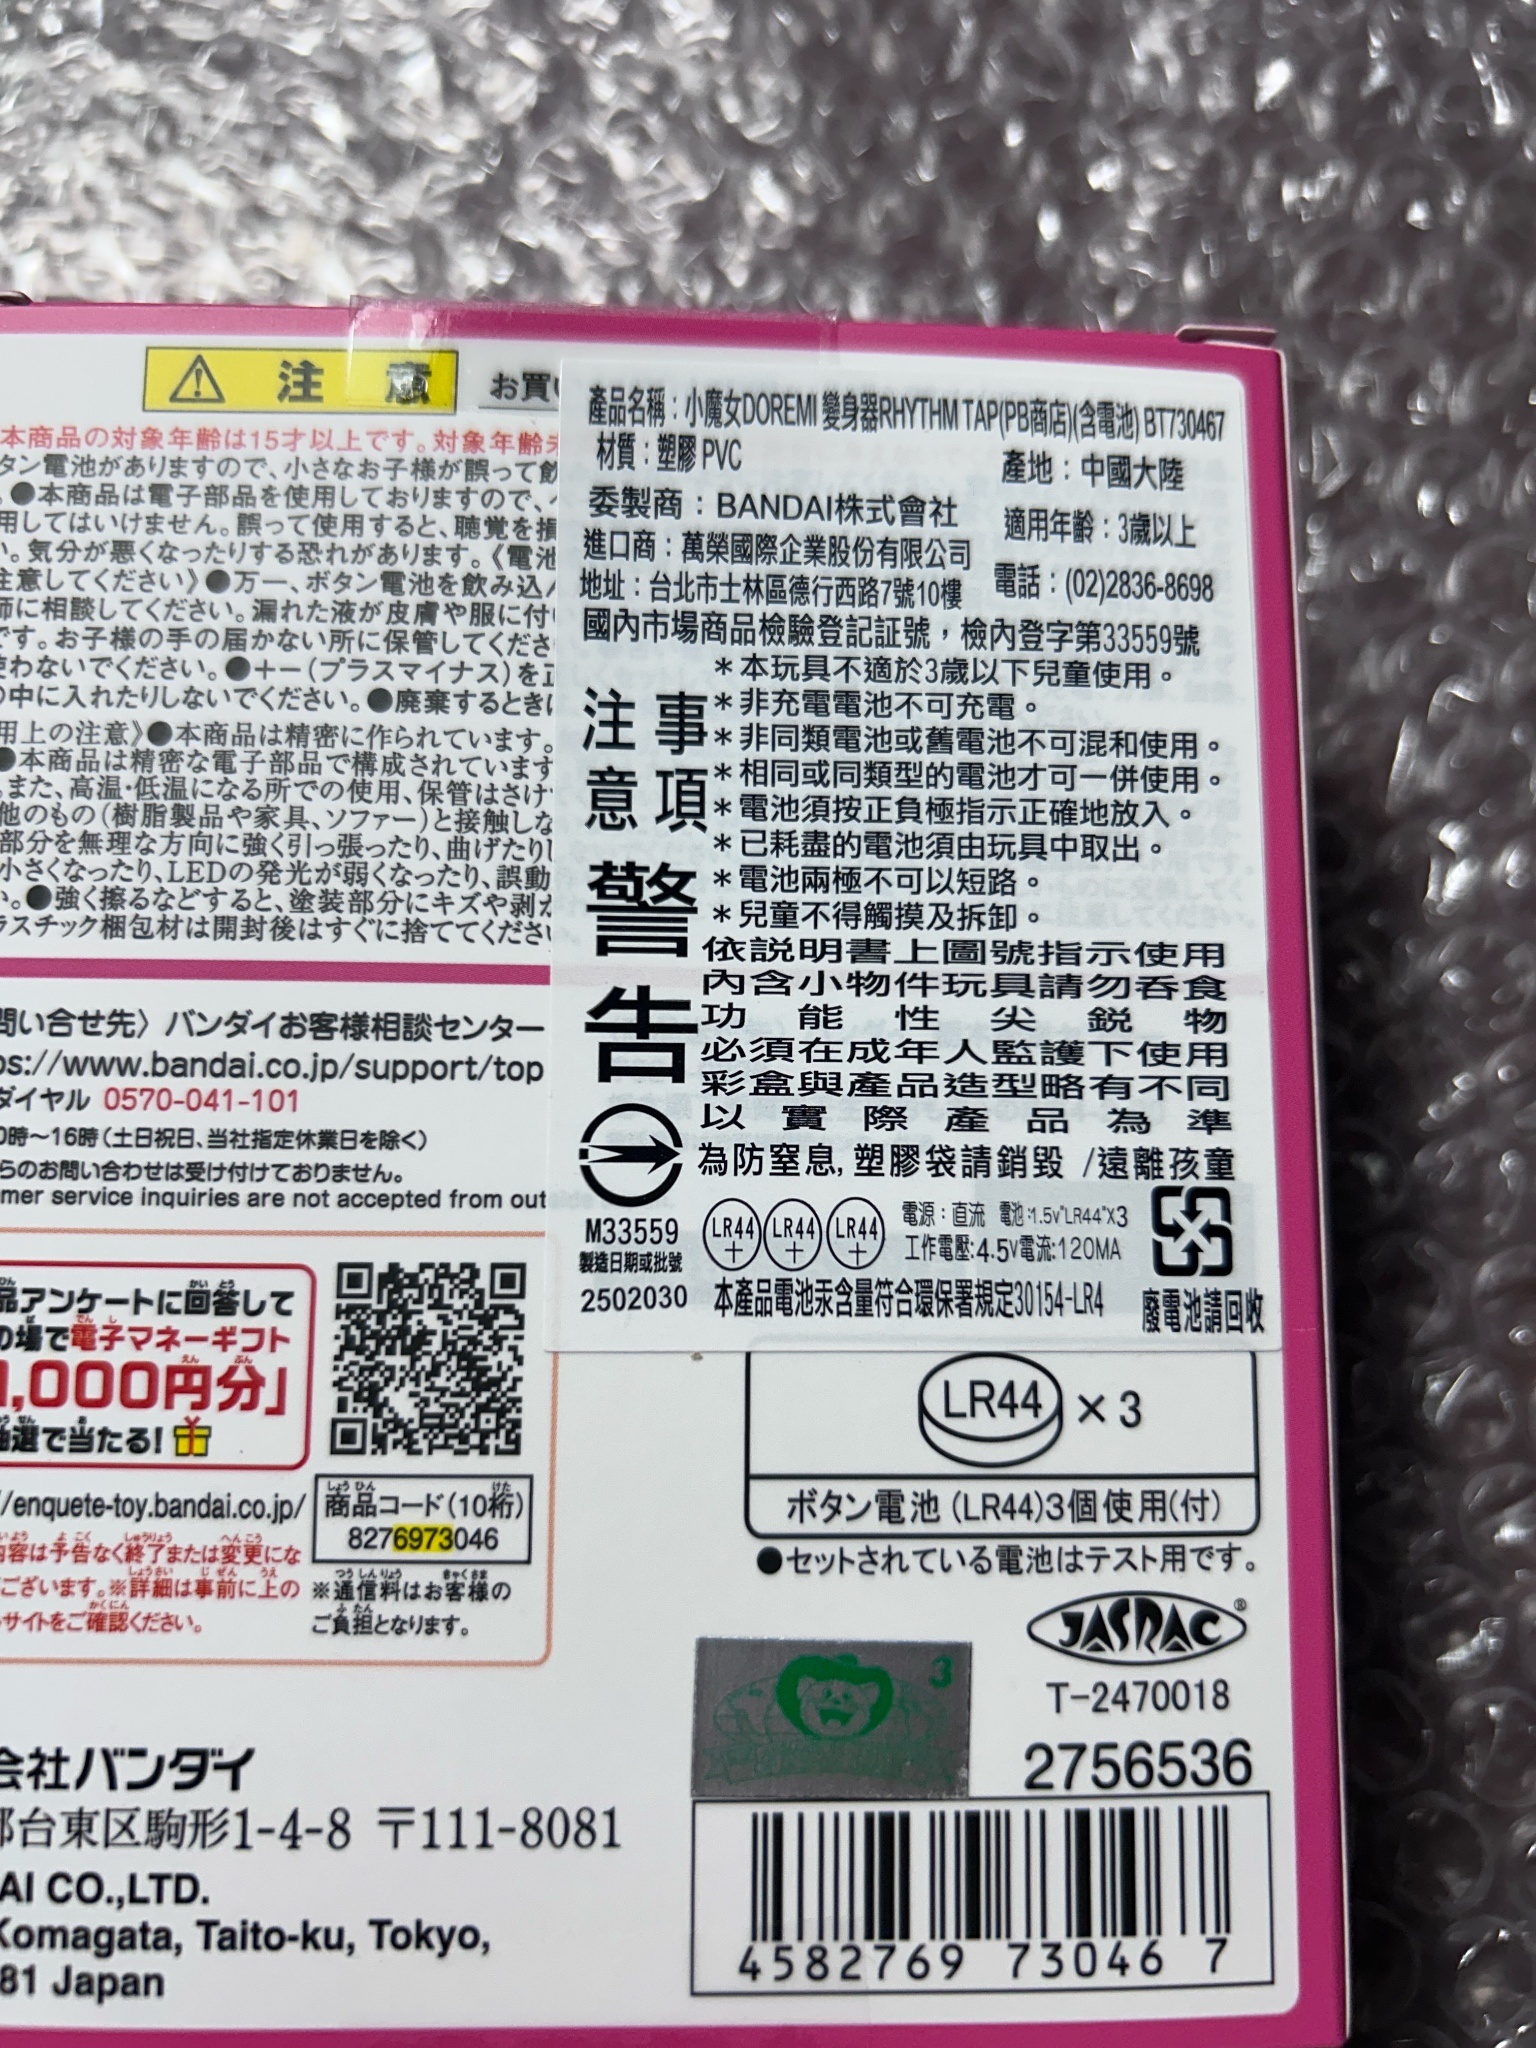 注意
お買い
本商品の対象年齢は15才以上です。対象年齢
タン電池がありますので、小さなお子様が誤って飲
。●本商品は電子部品を使用しておりますので、
用してはいけません。誤って使用すると、聴覚を損
い。気分が悪くなったりする恐れがあります。《電池
注意してください》●万一、ボタン電池を飲み込
師に相談してください。漏れた液が皮膚や服に付
です。お子様の手の届かない所に保管してくださ
使わないでください。●＋－(プラスマイナス)を正
の中に入れたりしないでください。●廃棄するときは
用上の注意》●本商品は精密に作られています。
●本商品は精密な電子部品で構成されています
。また、高温・低温になる所での使用、保管はさけ
他のもの(樹脂製品や家具、ソファー)と接触しな
部分を無理な方向に強く引っ張ったり、曲げたりし
小さくなったり、LEDの発光が弱くなったり、誤動
い。●強く擦るなどすると、塗装部分にキズや剥が
ラスチック梱包材は開封後はすぐに捨ててくださ
産品名稱：小魔女DOREMI 變身器RHYTHM TAP(PB商店)(含電池) BT730467
材質：塑膠 PVC
產地：中國大陸
委製商：BANDAI株式會社
適用年齡：3歲以上
進口商：萬榮國際企業股份有限公司
地址：台北市士林區德行西路7號10樓
電話：(02)2836-8698
國內市場商品檢驗登記証號，檢內登字第33559號
注意事項
＊本玩具不適於3歲以下兒童使用。
＊非充電電池不可充電。
＊非同類電池或舊電池不可混和使用。
＊相同或同類型的電池才可一併使用。
＊電池須按正負極指示正確地放入。
＊已耗盡的電池須由玩具中取出。
＊電池兩極不可以短路。
＊兒童不得觸摸及拆卸。
警告
依説明書上圖號指示使用
內含小物件玩具請勿吞食
功能性尖鋭物
必須在成年人監護下使用
彩盒與產品造型略有不同
以實際產品為準
為防窒息,塑膠袋請銷毀 /遠離孩童
M33559
製造日期或批號
2502030
LR44 + LR44 + LR44 +
電源：直流 電池:1.5v"LR44"X3
工作電壓:4.5V電流:120MA
本產品電池汞含量符合環保署規定30154-LR4
廢電池請回收
問い合せ先〉バンダイお客様相談センター
ps://www.bandai.co.jp/support/top
ダイヤル 0570-041-101
0時～16時(土日祝日、当社指定休業日を除く)
らのお問い合わせは受け付けておりません。
mer service inquiries are not accepted from out
品アンケートに回答して
の場で電子マネーギフト
1,000円分」
抽選で当たる!
//enquete-toy.bandai.co.jp/
内容は予告なく終了または変更にな
ございます。※詳細は事前に上の
サイトをご確認ください。
商品コード(10桁)
8276973046
※通信料はお客様の
ご負担となります。
LR44 × 3
ボタン電池(LR44)3個使用(付)
●セットされている電池はテスト用です。
JASRAC®
T-2470018
3
2756536
会社バンダイ
都台東区駒形1-4-8 〒111-8081
AI CO.,LTD.
Komagata, Taito-ku, Tokyo,
81 Japan
4582769 73046 7